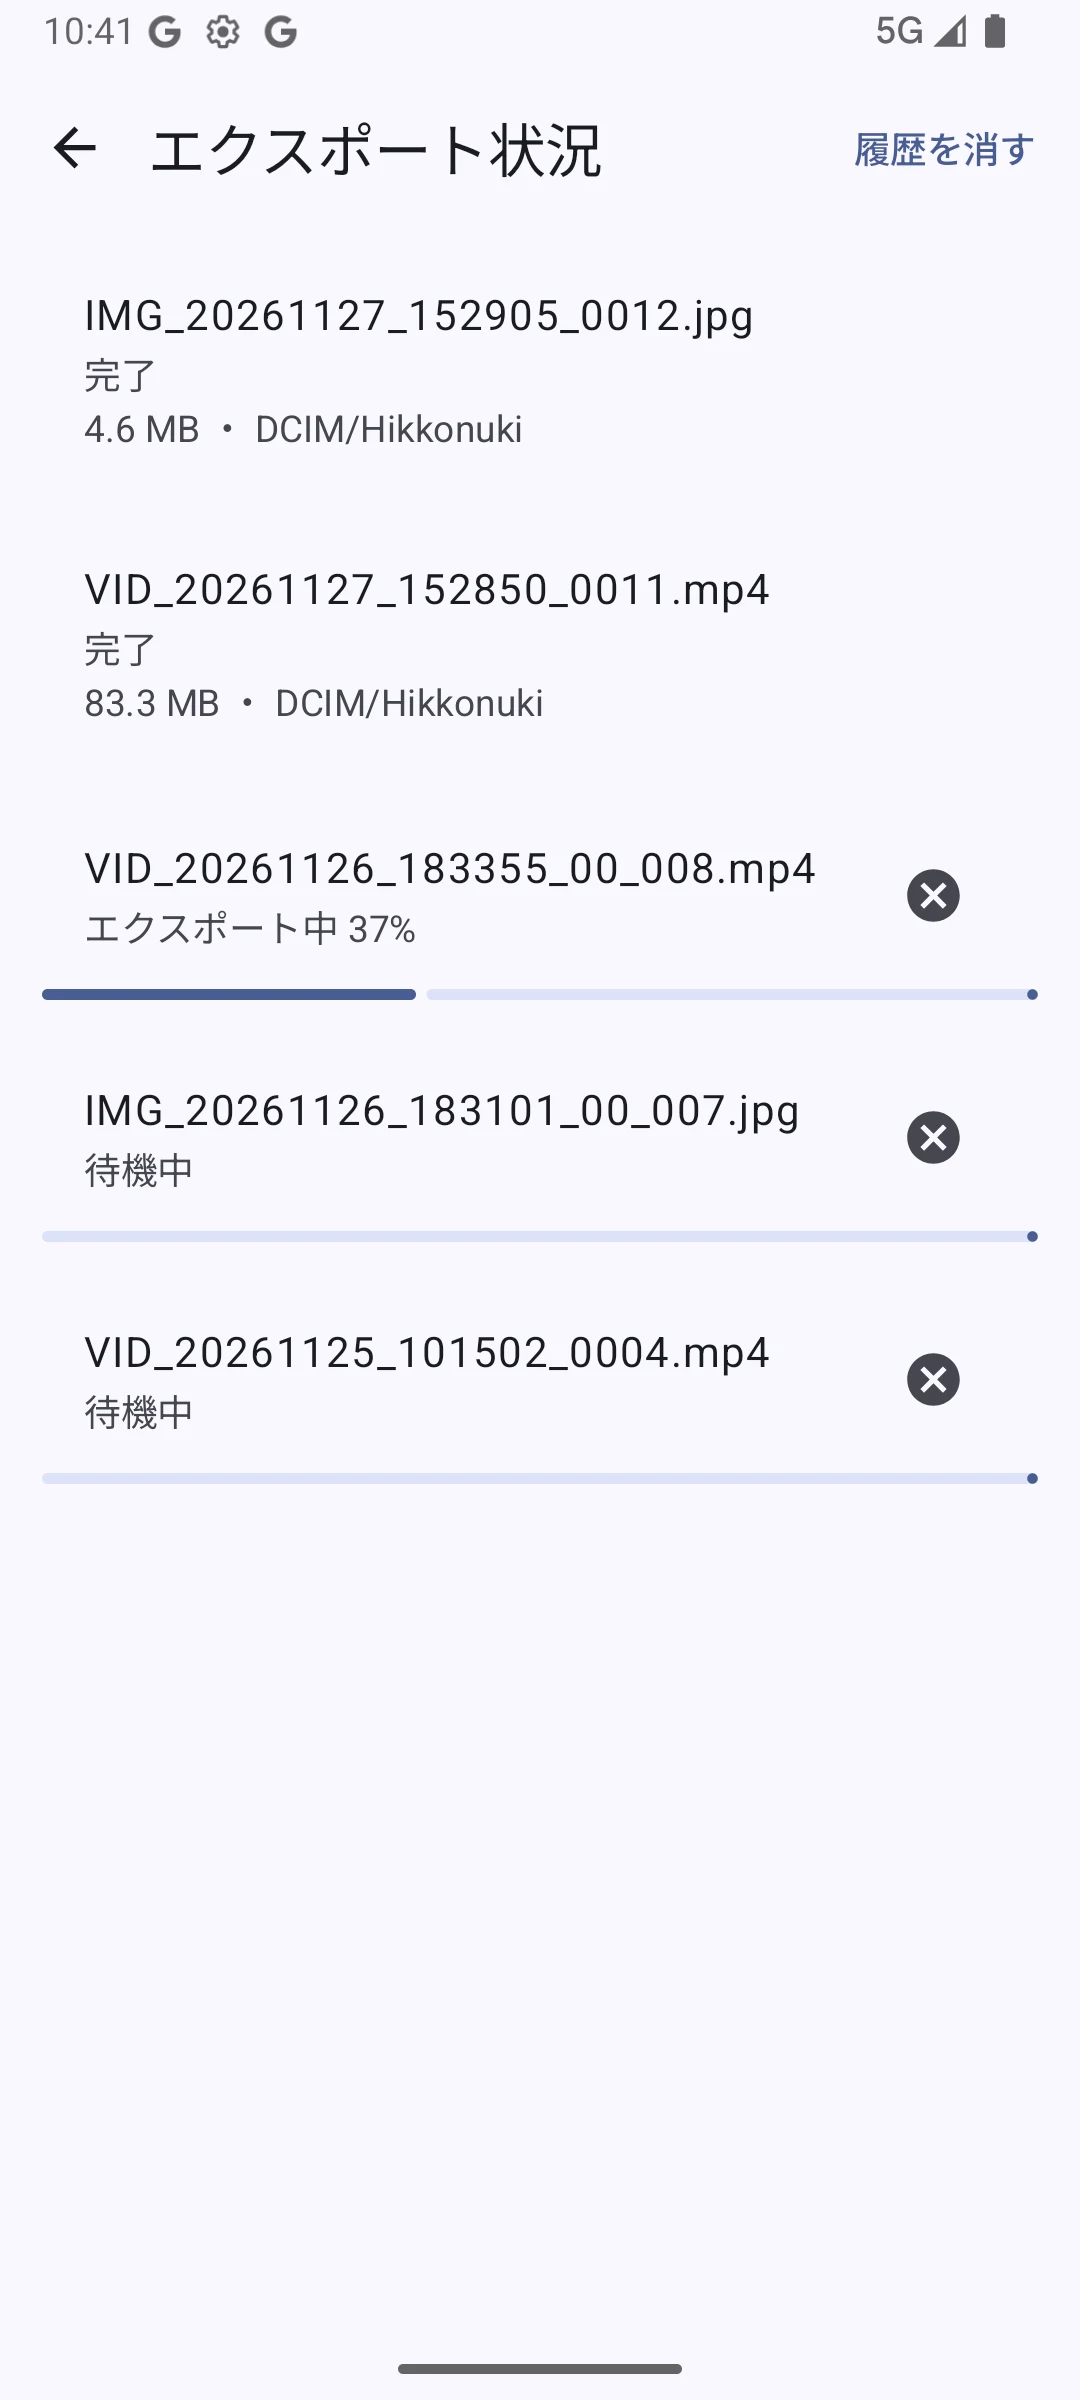 10:41
5G
エクスポート状況
履歴を消す
IMG_20261127_152905_0012.jpg
完了
4.6 MB ・ DCIM/Hikkonuki
VID_20261127_152850_0011.mp4
完了
83.3 MB ・ DCIM/Hikkonuki
VID_20261126_183355_00_008.mp4
エクスポート中 37%
IMG_20261126_183101_00_007.jpg
待機中
VID_20261125_101502_0004.mp4
待機中